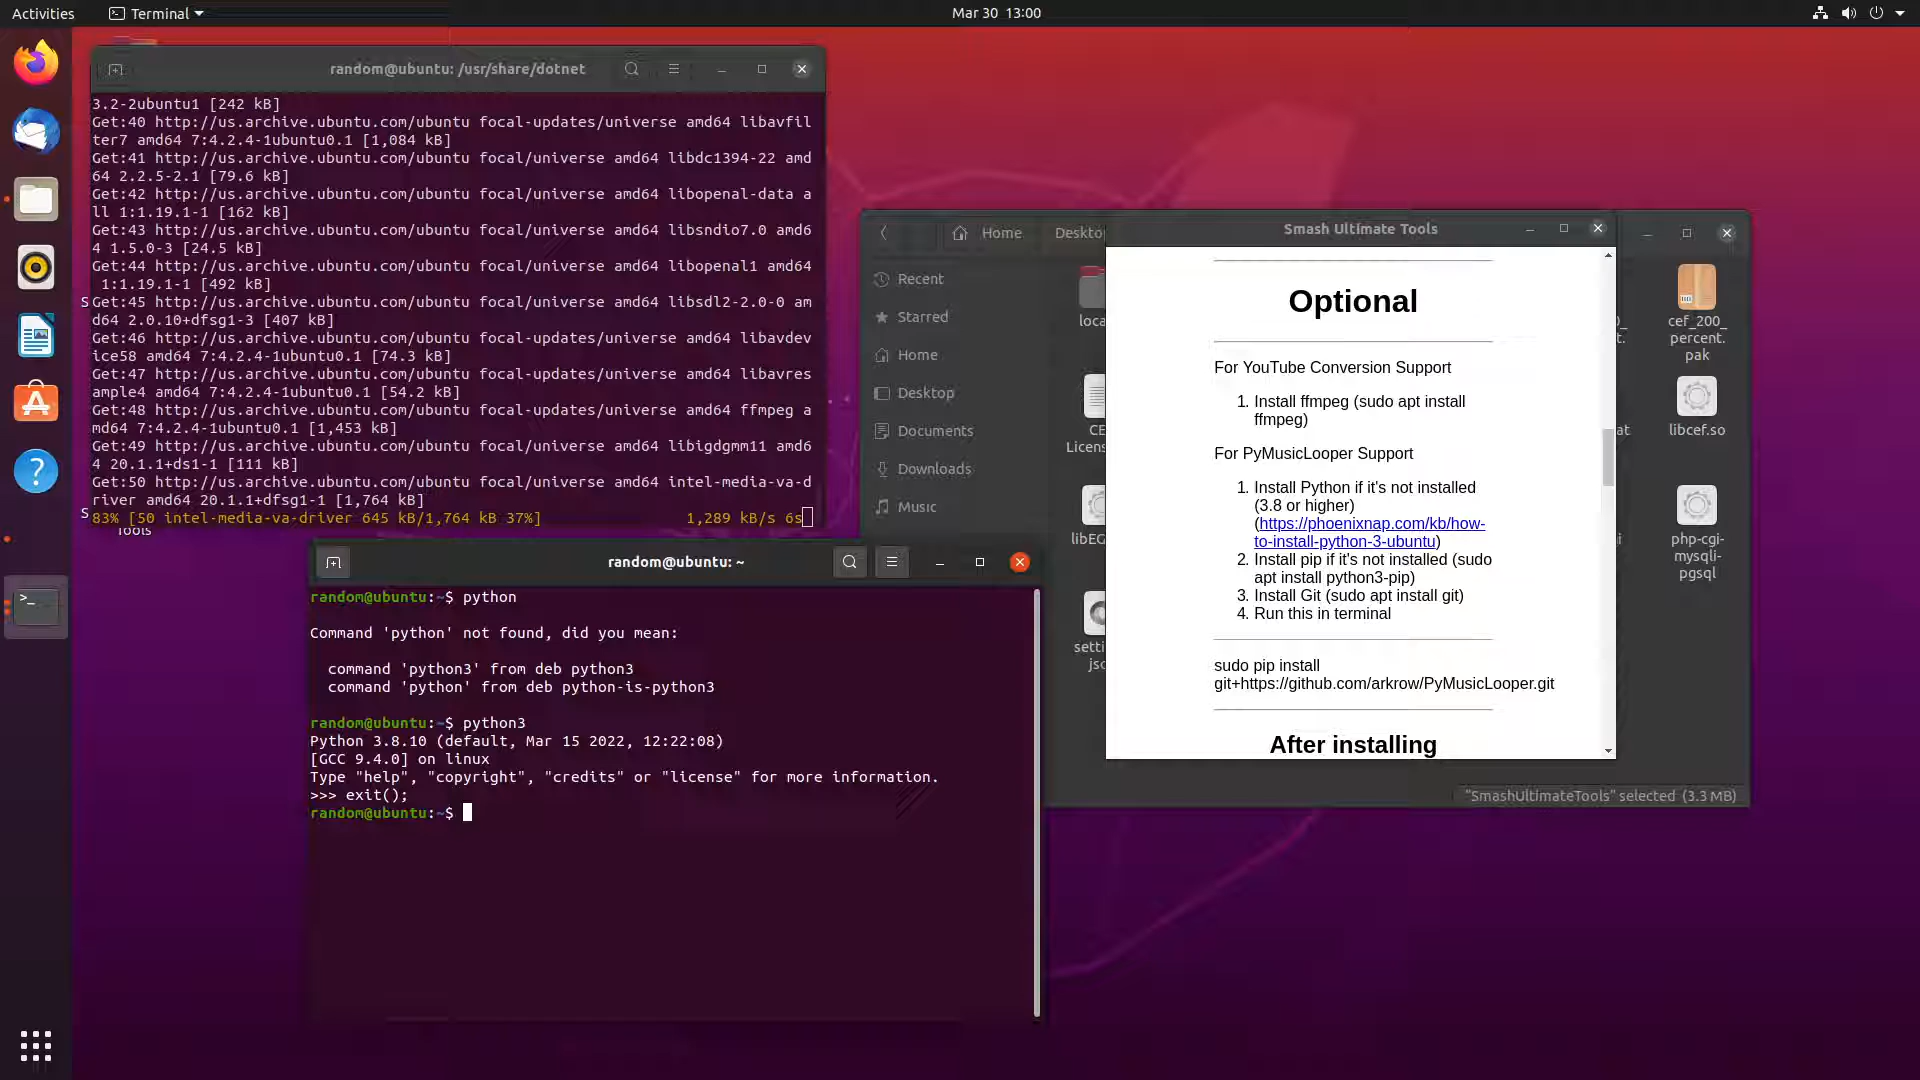 Activities
Terminal
Mar 30 13:00
random@ubuntu: /usr/share/dotnet
3.2-2ubuntu1 [242 kB]
Get:40 http://us.archive.ubuntu.com/ubuntu focal-updates/universe amd64 libavfil
ter7 amd64 7:4.2.4-1ubuntu0.1 [1,084 kB]
Get:41 http://us.archive.ubuntu.com/ubuntu focal/universe amd64 libdc1394-22 amd
64 2.2.5-2.1 [79.6 kB]
Get:42 http://us.archive.ubuntu.com/ubuntu focal/universe amd64 libopenal-data a
ll 1:1.19.1-1 [162 kB]
Get:43 http://us.archive.ubuntu.com/ubuntu focal/universe amd64 libsndio7.0 amd6
4 1.5.0-3 [24.5 kB]
Get:44 http://us.archive.ubuntu.com/ubuntu focal/universe amd64 libopenal1 amd64
1:1.19.1-1 [492 kB]
S
Get:45 http://us.archive.ubuntu.com/ubuntu focal/universe amd64 libsdl2-2.0-0 am
d64 2.0.10+dfsg1-3 [407 kB]
Get:46 http://us.archive.ubuntu.com/ubuntu focal-updates/universe amd64 libavdev
ice58 amd64 7:4.2.4-1ubuntu0.1 [74.3 kB]
Get:47 http://us.archive.ubuntu.com/ubuntu focal-updates/universe amd64 libavres
ample4 amd64 7:4.2.4-1ubuntu0.1 [54.2 kB]
Get:48 http://us.archive.ubuntu.com/ubuntu focal-updates/universe amd64 ffmpeg a
md64 7:4.2.4-1ubuntu0.1 [1,453 kB]
Get:49 http://us.archive.ubuntu.com/ubuntu focal/universe amd64 libigdgmm11 amd6
4 20.1.1+ds1-1 [111 kB]
Get:50 http://us.archive.ubuntu.com/ubuntu focal/universe amd64 intel-media-va-d
river amd64 20.1.1+dfsg1-1 [1,764 kB]
S
83% [50 intel-media-va-driver 645 kB/1,764 kB 37%] 1,289 kB/s 6s
Tools
random@ubuntu: ~
random@ubuntu:~$ python
Command 'python' not found, did you mean:
command 'python3' from deb python3
command 'python' from deb python-is-python3
random@ubuntu:~$ python3
Python 3.8.10 (default, Mar 15 2022, 12:22:08)
[GCC 9.4.0] on linux
Type "help", "copyright", "credits" or "license" for more information.
>>> exit();
random@ubuntu:~$
Home
Desktop
Recent
Starred
Home
Desktop
Documents
Downloads
Music
loca
CE
Licens
libEG
setti
jsc
Smash Ultimate Tools
Optional
For YouTube Conversion Support
1. Install ffmpeg (sudo apt install
ffmpeg)
For PyMusicLooper Support
1. Install Python if it's not installed
(3.8 or higher)
(https://phoenixnap.com/kb/how-
to-install-python-3-ubuntu)
2. Install pip if it's not installed (sudo
apt install python3-pip)
3. Install Git (sudo apt install git)
4. Run this in terminal
sudo pip install
git+https://github.com/arkrow/PyMusicLooper.git
After installing
cef_200_
percent.
pak
at
libcef.so
php-cgi-
mysqli-
pgsql
"SmashUltimateTools" selected (3.3 MB)